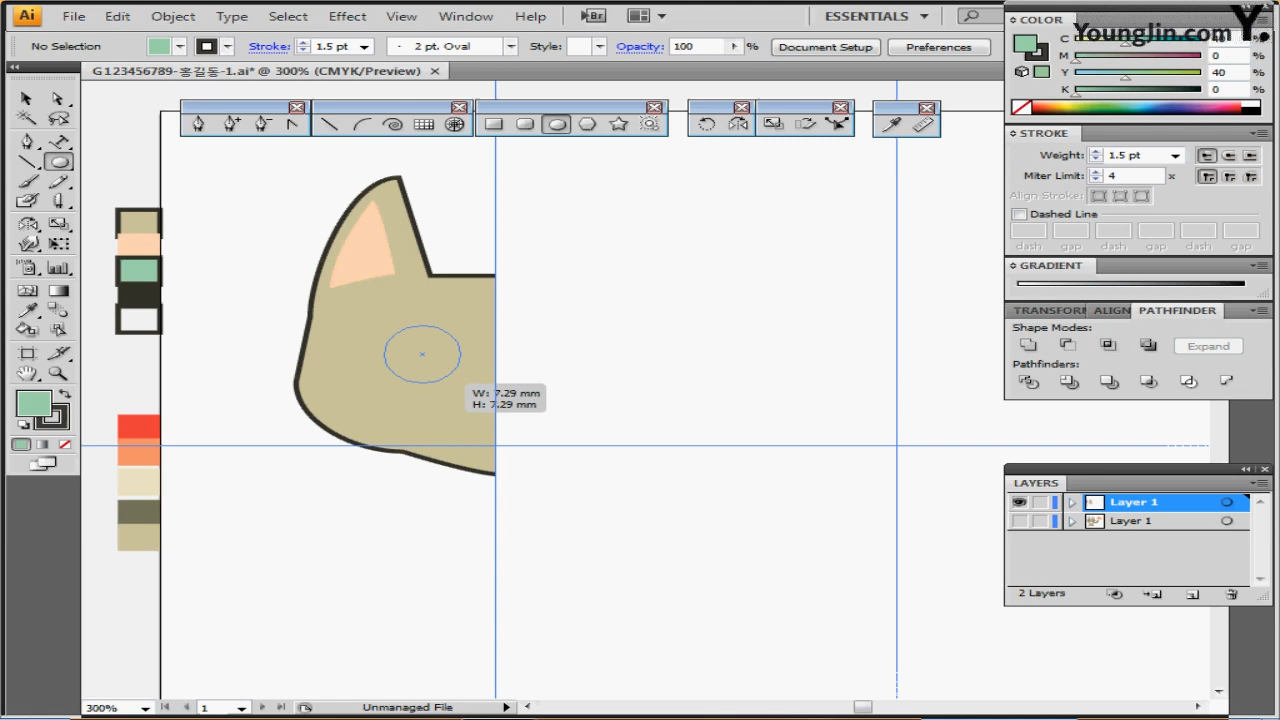 Ai File Edit Object Type Select Effect View Window Help Br ESSENTIALS
Younglin.com Y.
No Selection Stroke: 1.5 pt 2 pt. Oval Style: Opacity: 100 % Document Setup Preferences
G123456789-홍길동-1.ai* @ 300% (CMYK/Preview)
COLOR
C %
M 0 %
Y 40 %
K 0 %
STROKE
Weight: 1.5 pt
Miter Limit: 4 x
Align Stroke:
Dashed Line
dash gap dash gap dash gap
GRADIENT
TRANSFORM ALIGN PATHFINDER
Shape Modes:
Expand
Pathfinders:
W: 7.29 mm
H: 7.29 mm
LAYERS
Layer 1
Layer 1
2 Layers
300% 1 Unmanaged File